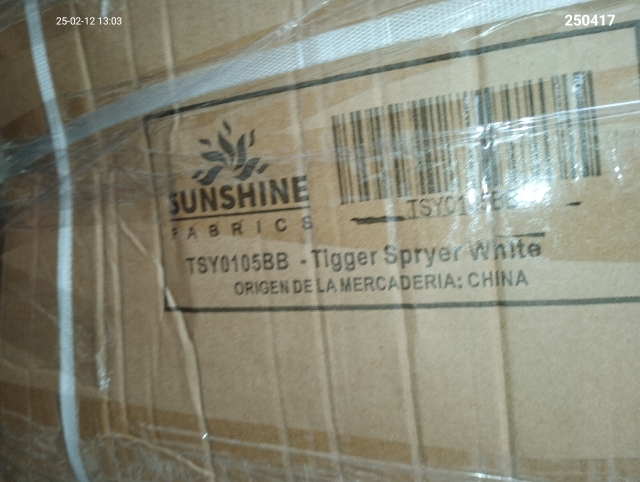 25-02-12 13:03
250417
SUNSHINE
FABRICS
TSY0105BB - Tigger Spryer White
ORIGEN DE LA MERCADERIA: CHINA